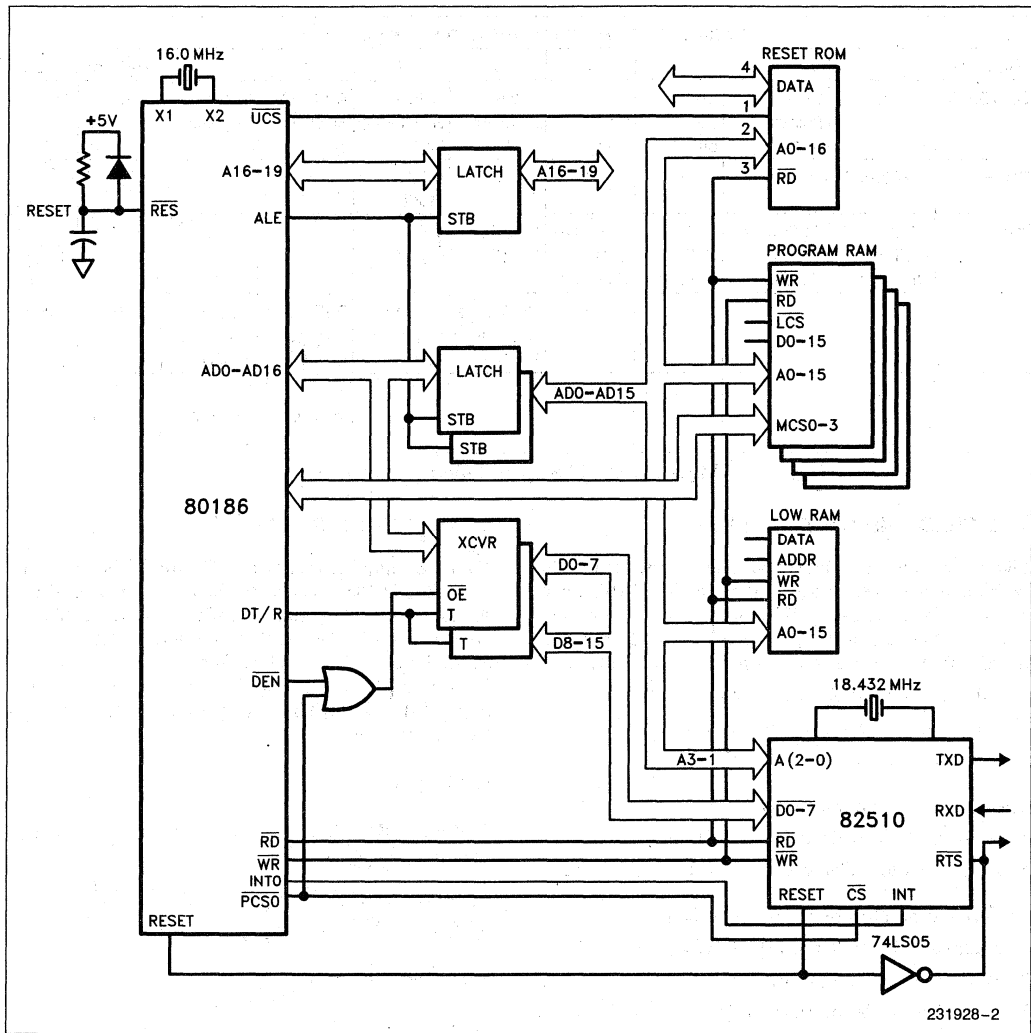 16.0 MHz
X1
X2
+5V
RESET
RES
UCS
A16-19
ALE
LATCH
STB
A16-19
AD0-AD16
LATCH
STB
STB
AD0-AD15
80186
XCVR
OE
T
T
D0-7
D8-15
DT/R
DEN
RD
WR
INT0
PCS0
RESET
RESET ROM
4
DATA
1
2
A0-16
3
RD
PROGRAM RAM
WR
RD
LCS
D0-15
A0-15
MCS0-3
LOW RAM
DATA
ADDR
WR
RD
A0-15
18.432 MHz
A3-1
A(2-0)
TXD
D0-7
82510
RXD
RD
WR
RTS
RESET
CS
INT
74LS05
231928-2